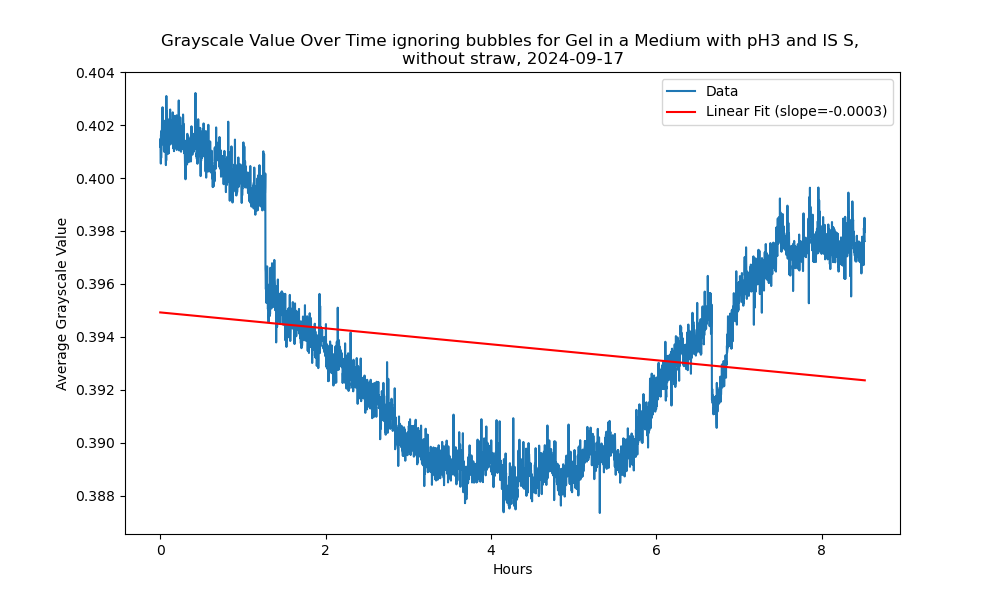 Grayscale Value Over Time ignoring bubbles for Gel in a Medium with pH3 and IS S,
without straw, 2024-09-17
Data
Linear Fit (slope=-0.0003)
Average Grayscale Value
0.404
0.402
0.400
0.398
0.396
0.394
0.392
0.390
0.388
0
2
4
6
8
Hours